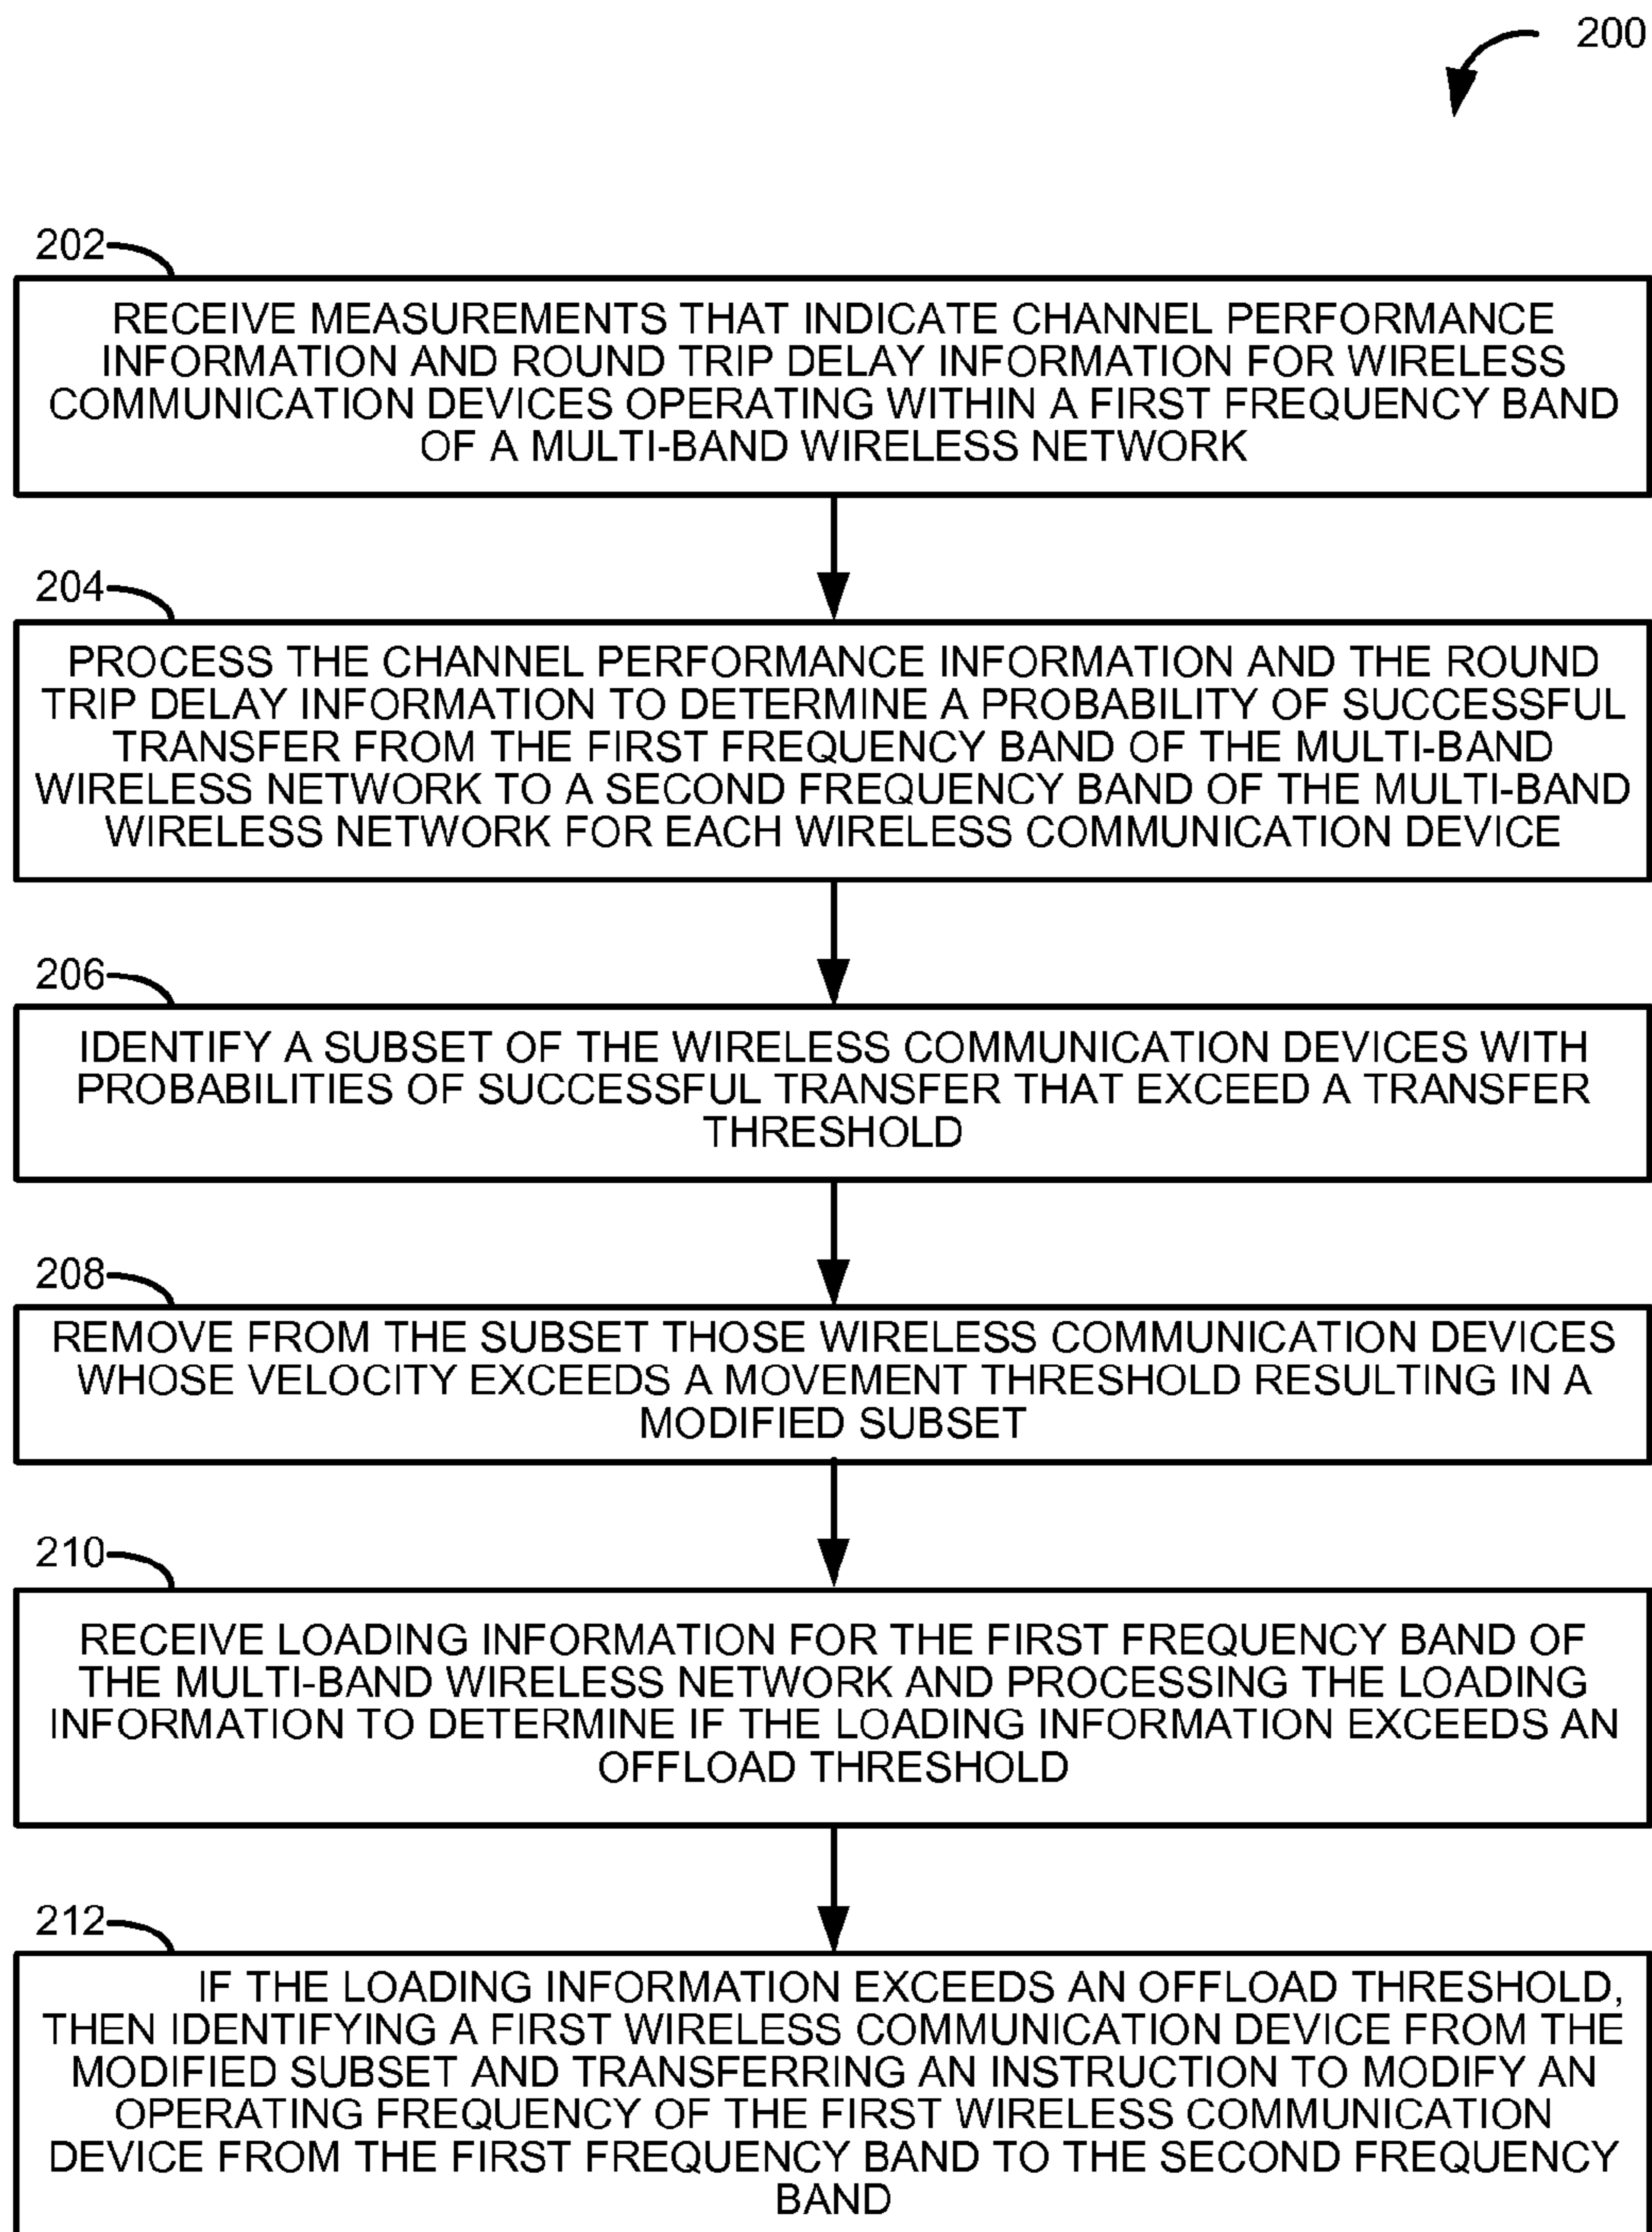 200
202
RECEIVE MEASUREMENTS THAT INDICATE CHANNEL PERFORMANCE
INFORMATION AND ROUND TRIP DELAY INFORMATION FOR WIRELESS
COMMUNICATION DEVICES OPERATING WITHIN A FIRST FREQUENCY BAND
OF A MULTI-BAND WIRELESS NETWORK
204
PROCESS THE CHANNEL PERFORMANCE INFORMATION AND THE ROUND
TRIP DELAY INFORMATION TO DETERMINE A PROBABILITY OF SUCCESSFUL
TRANSFER FROM THE FIRST FREQUENCY BAND OF THE MULTI-BAND
WIRELESS NETWORK TO A SECOND FREQUENCY BAND OF THE MULTI-BAND
WIRELESS NETWORK FOR EACH WIRELESS COMMUNICATION DEVICE
206
IDENTIFY A SUBSET OF THE WIRELESS COMMUNICATION DEVICES WITH
PROBABILITIES OF SUCCESSFUL TRANSFER THAT EXCEED A TRANSFER
THRESHOLD
208
REMOVE FROM THE SUBSET THOSE WIRELESS COMMUNICATION DEVICES
WHOSE VELOCITY EXCEEDS A MOVEMENT THRESHOLD RESULTING IN A
MODIFIED SUBSET
210
RECEIVE LOADING INFORMATION FOR THE FIRST FREQUENCY BAND OF
THE MULTI-BAND WIRELESS NETWORK AND PROCESSING THE LOADING
INFORMATION TO DETERMINE IF THE LOADING INFORMATION EXCEEDS AN
OFFLOAD THRESHOLD
212
IF THE LOADING INFORMATION EXCEEDS AN OFFLOAD THRESHOLD,
THEN IDENTIFYING A FIRST WIRELESS COMMUNICATION DEVICE FROM THE
MODIFIED SUBSET AND TRANSFERRING AN INSTRUCTION TO MODIFY AN
OPERATING FREQUENCY OF THE FIRST WIRELESS COMMUNICATION
DEVICE FROM THE FIRST FREQUENCY BAND TO THE SECOND FREQUENCY
BAND